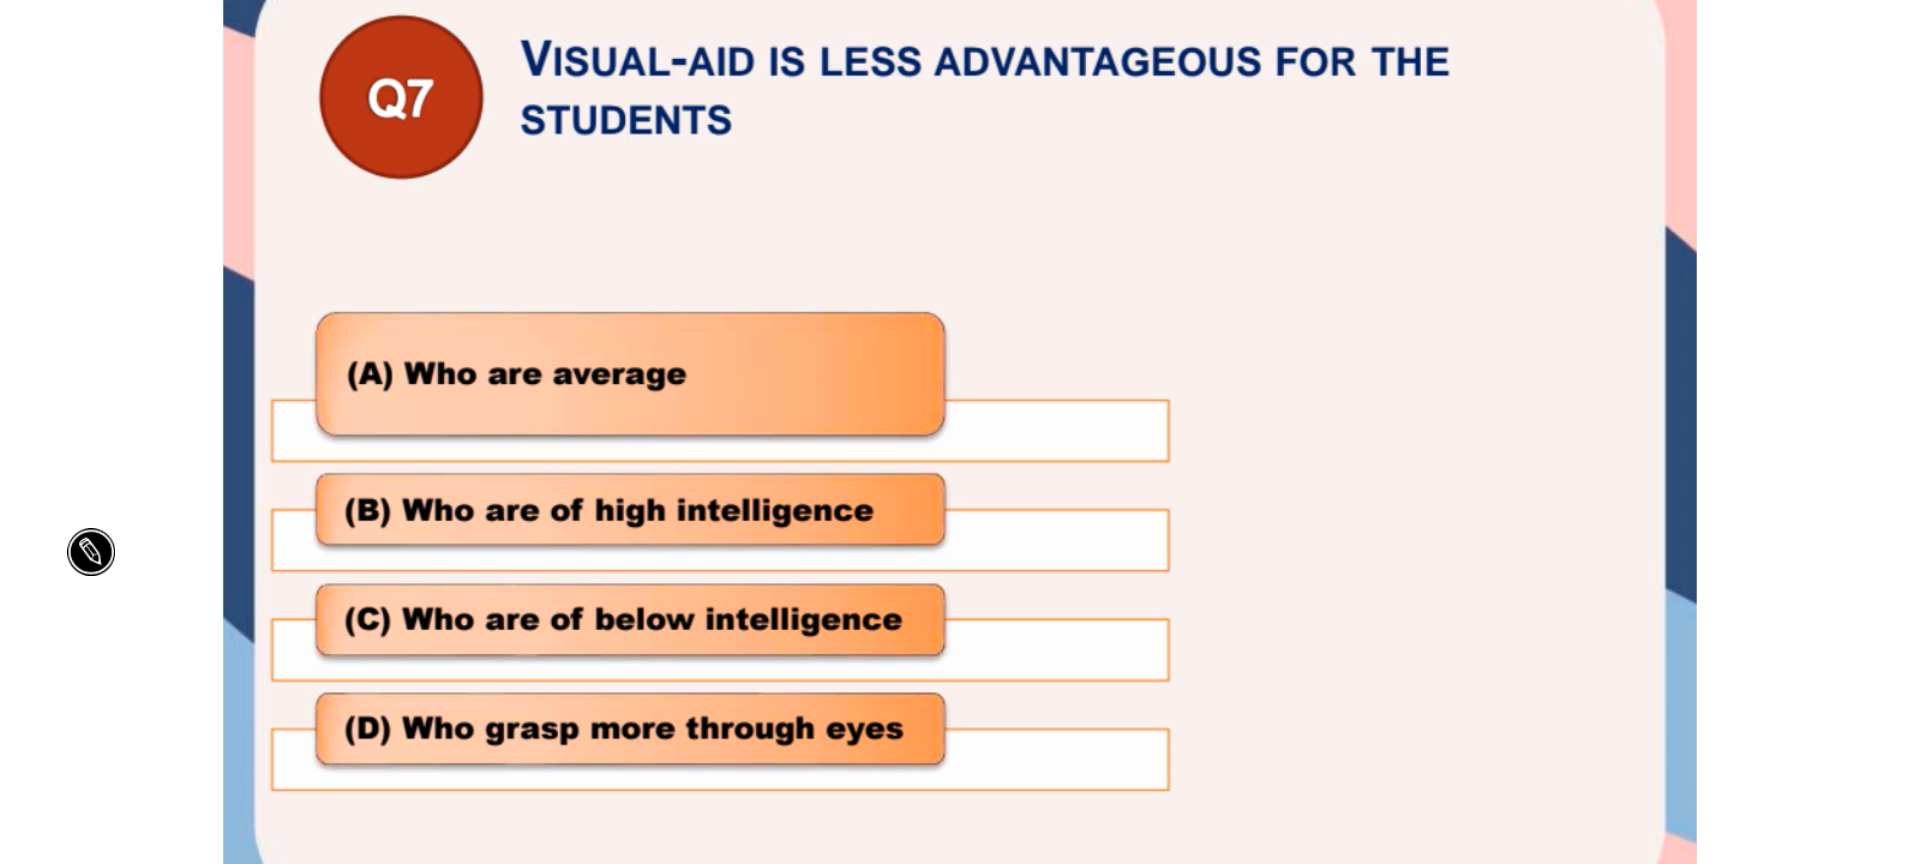 Q7
VISUAL-AID IS LESS ADVANTAGEOUS FOR THE
STUDENTS
(A) Who are average
(B) Who are of high intelligence
(C) Who are of below intelligence
(D) Who grasp more through eyes